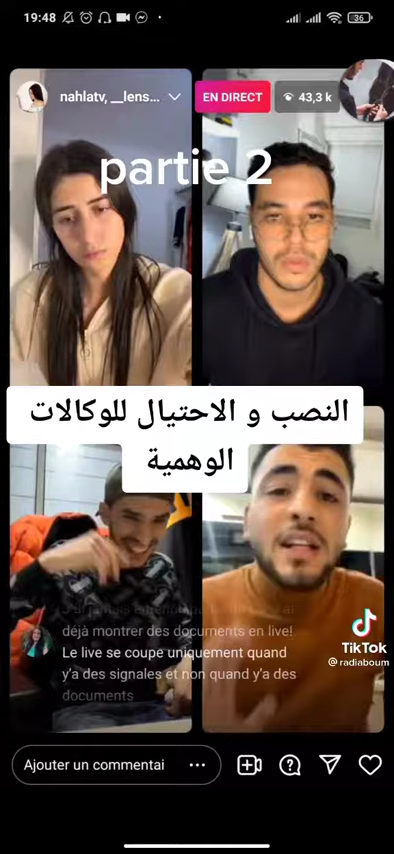 19:48
36
nahlatv, __lens...
EN DIRECT
43,3 k
partie 2
النصب و الاحتيال للوكالات
الوهمية
déjà montrer des documents en live!
Le live se coupe uniquement quand
y'a des signales et non quand y'a des
documents
TikTok
@radiaboum
Ajouter un commentai